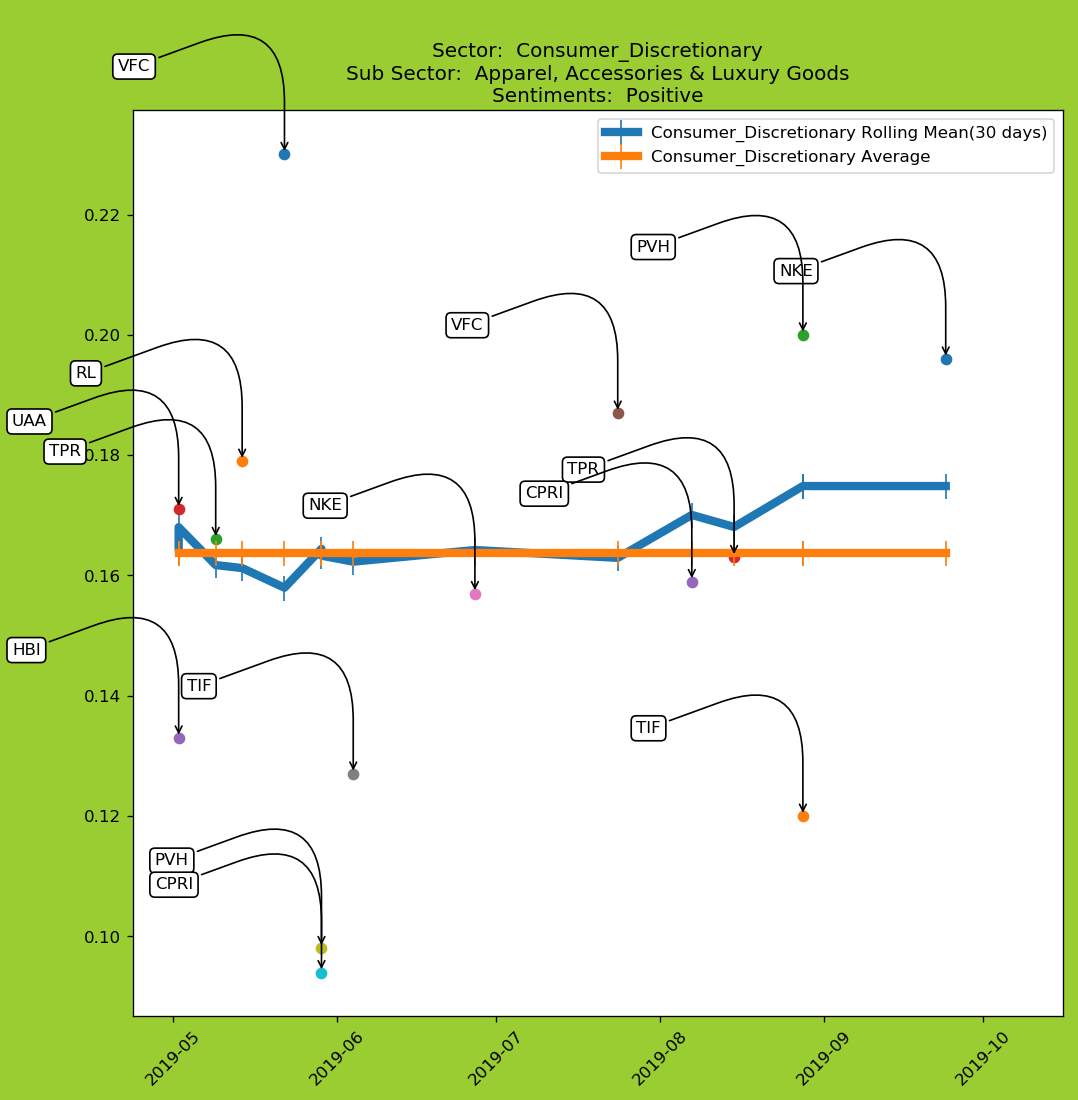 VFC
Sector:  Consumer_Discretionary
Sub Sector:  Apparel, Accessories & Luxury Goods
Sentiments:  Positive
Consumer_Discretionary Rolling Mean(30 days)
Consumer_Discretionary Average
0.22
PVH
NKE
VFC
0.20
RL
UAA
TPR
0.18
TPR
CPRI
NKE
0.16
HBI
TIF
0.14
TIF
0.12
PVH
CPRI
0.10
2019-05
2019-06
2019-07
2019-08
2019-09
2019-10